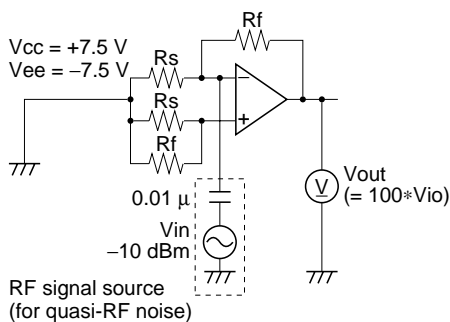 Vcc = +7.5 V
Vee = −7.5 V
Rf
Rs
−
Rs
+
Rf
V
Vout
(= 100*Vio)
0.01 μ
Vin
−10 dBm
RF signal source
(for quasi-RF noise)